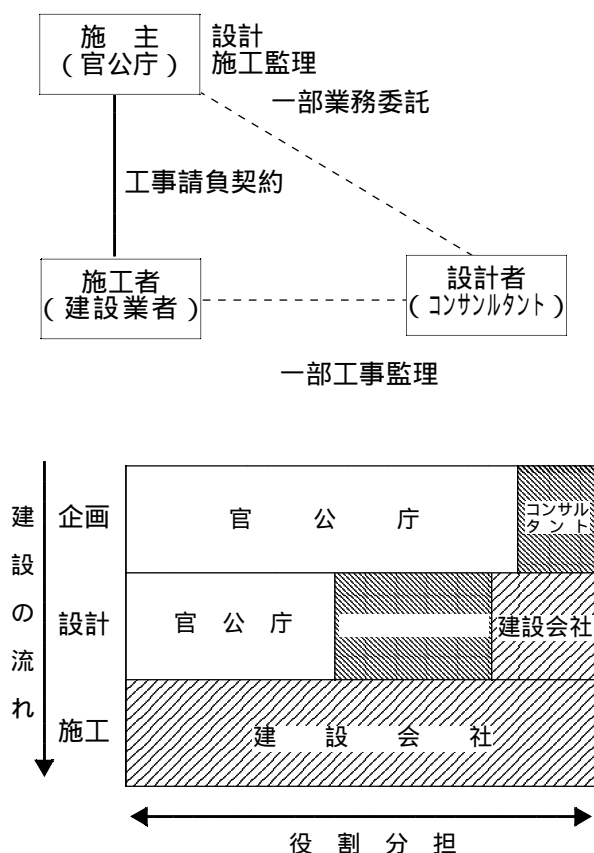 施 主
(官公庁)
設計
施工監理
一部業務委託
工事請負契約
施工者
(建設業者)
設計者
(コンサンルタント)
一部工事監理
建設の流れ
企画
官 公 庁
コンサル
タント
設計
官 公 庁
建設会社
施工
建 設 会 社
役 割 分 担